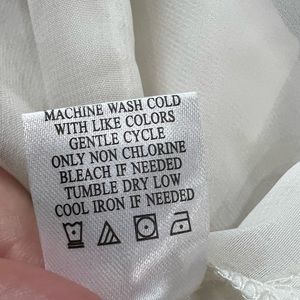 MACHINE WASH COLD
WITH LIKE COLORS
GENTLE CYCLE
ONLY NON CHLORINE
BLEACH IF NEEDED
TUMBLE DRY LOW
COOL IRON IF NEEDED